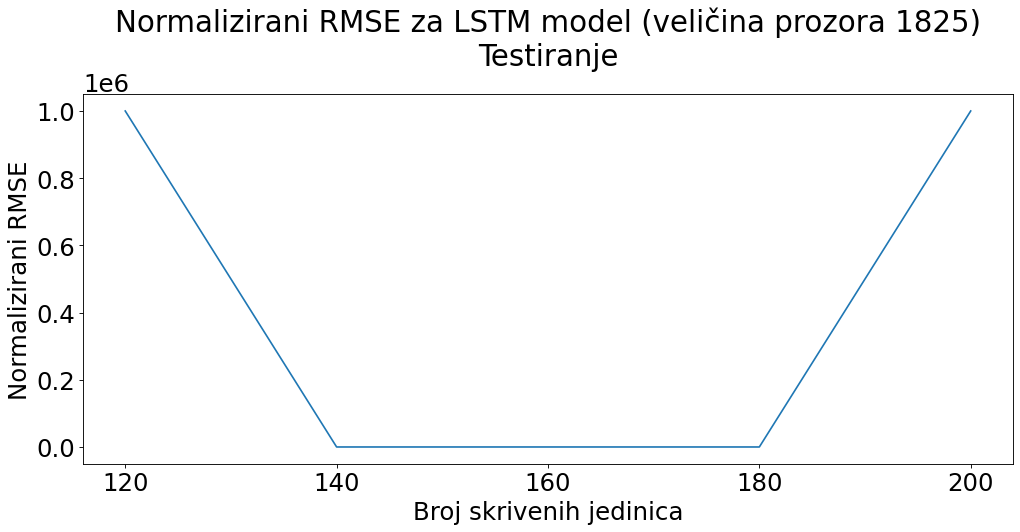 Normalizirani RMSE za LSTM model (veličina prozora 1825)
Testiranje
1e6
Normalizirani RMSE
1.0
0.8
0.6
0.4
0.2
0.0
120 140 160 180 200
Broj skrivenih jedinica